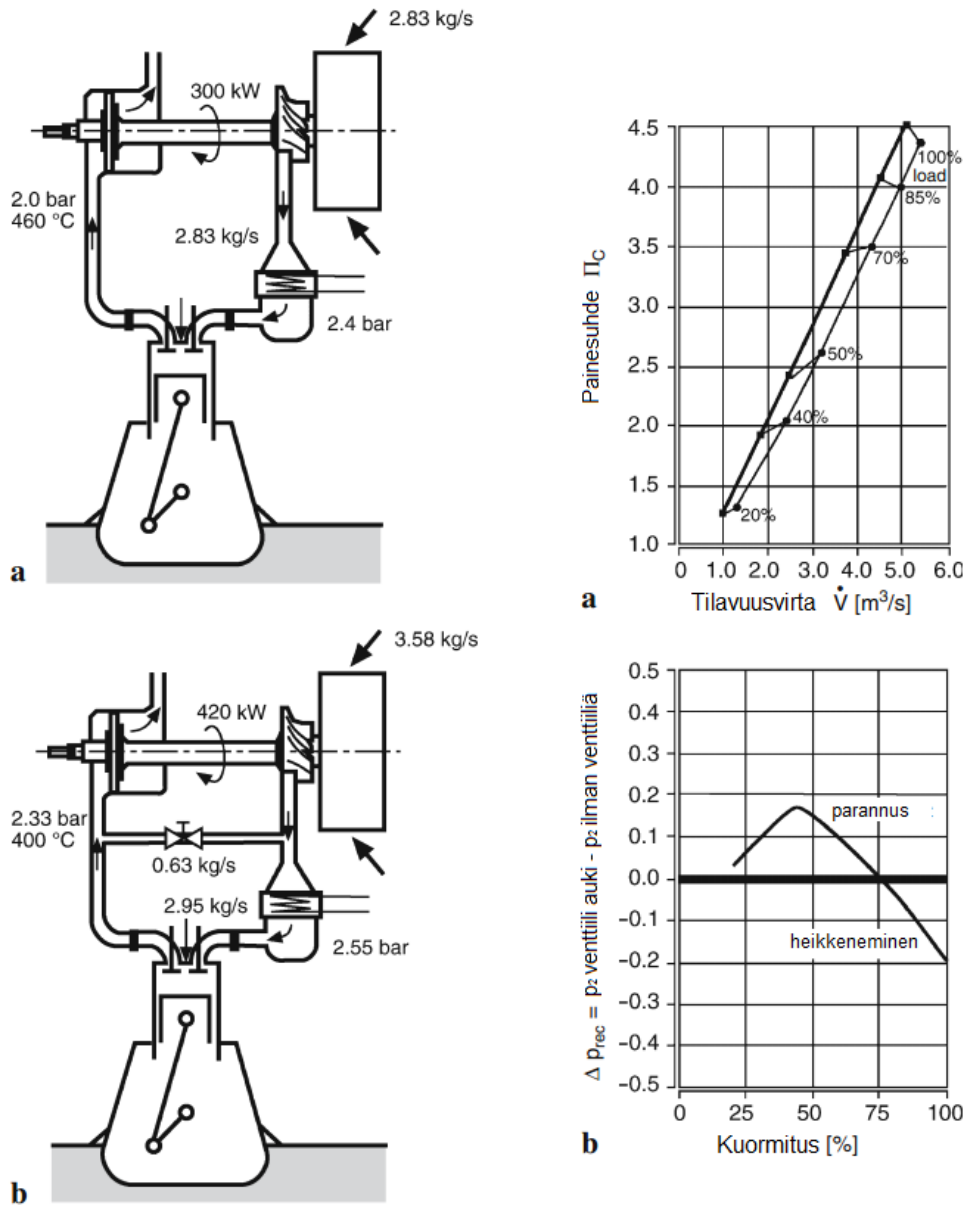 2.83 kg/s
300 kW
2.0 bar
460 °C
2.83 kg/s
2.4 bar
a
3.58 kg/s
420 kW
2.33 bar
400 °C
0.63 kg/s
2.95 kg/s
2.55 bar
b
Painesuhde Π_C
4.5
4.0
3.5
3.0
2.5
2.0
1.5
1.0
100%
load
85%
70%
50%
40%
20%
0 1.0 2.0 3.0 4.0 5.0 6.0
a
Tilavuusvirta V̇ [m³/s]
Δ p_rec = p₂ venttiili auki - p₂ ilman venttiiliä
0.5
0.4
0.3
0.2
0.1
0.0
−0.1
−0.2
−0.3
−0.4
−0.5
parannus :
heikkeneminen
0 25 50 75 100
b
Kuormitus [%]